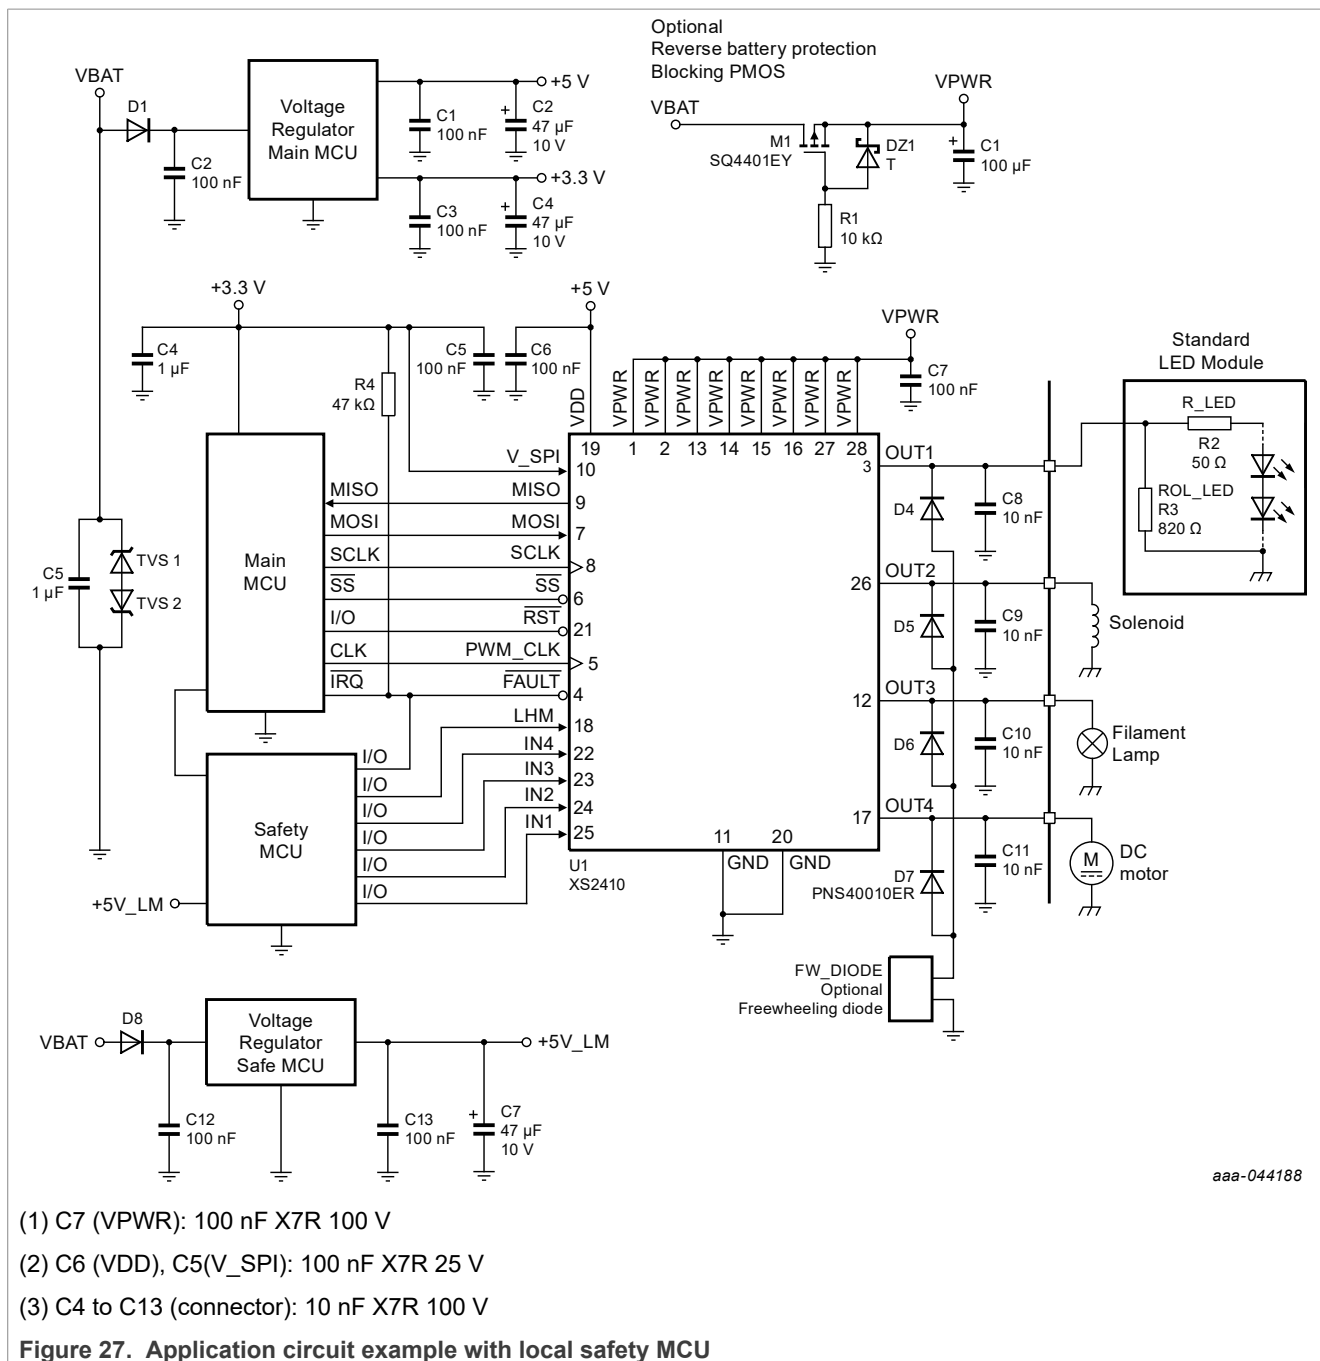 Optional
Reverse battery protection
Blocking PMOS
VBAT
D1
C2
100 nF
Voltage
Regulator
Main MCU
+5 V
C1
100 nF
+ C2
47 µF
10 V
+3.3 V
C3
100 nF
+ C4
47 µF
10 V
VBAT
M1
SQ4401EY
DZ1
T
VPWR
+ C1
100 µF
R1
10 kΩ
+3.3 V
C4
1 µF
R4
47 kΩ
C5
100 nF
+5 V
C6
100 nF
VDD
VPWR
VPWR
VPWR
VPWR
VPWR
VPWR
VPWR
VPWR
VPWR
C7
100 nF
Standard
LED Module
R_LED
R2
50 Ω
ROL_LED
R3
820 Ω
19 1 2 13 14 15 16 27 28
V_SPI 10
MISO MISO 9
MOSI MOSI 7
SCLK SCLK 8
SS SS 6
I/O RST 21
CLK PWM_CLK 5
IRQ FAULT 4
LHM 18
IN4 22
IN3 23
IN2 24
IN1 25
Main
MCU
C5
1 µF
TVS 1
TVS 2
I/O
I/O
I/O
I/O
I/O
I/O
Safety
MCU
+5V_LM
3 OUT1
D4
C8
10 nF
26 OUT2
D5
C9
10 nF
Solenoid
12 OUT3
D6
C10
10 nF
Filament
Lamp
17 OUT4
D7
PNS40010ER
C11
10 nF
M
DC
motor
11 20
GND GND
U1
XS2410
FW_DIODE
Optional
Freewheeling diode
VBAT
D8
C12
100 nF
Voltage
Regulator
Safe MCU
+5V_LM
C13
100 nF
+ C7
47 µF
10 V
aaa-044188
(1) C7 (VPWR): 100 nF X7R 100 V
(2) C6 (VDD), C5(V_SPI): 100 nF X7R 25 V
(3) C4 to C13 (connector): 10 nF X7R 100 V
Figure 27. Application circuit example with local safety MCU